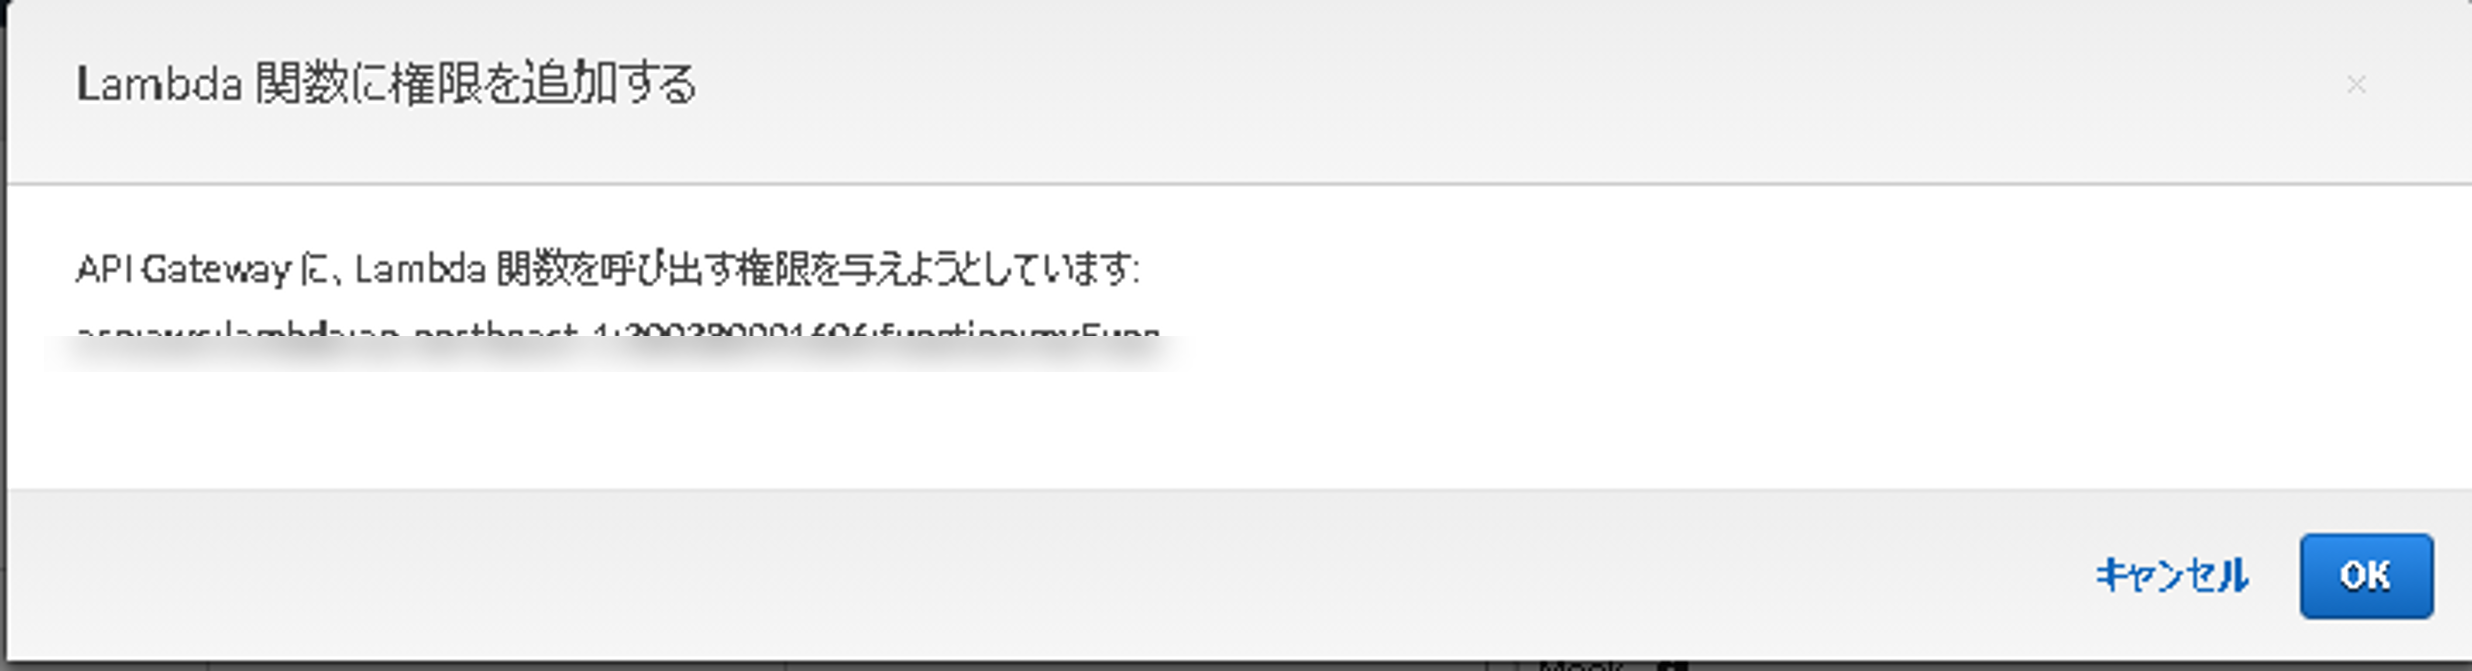 Lambda 関数に権限を追加する
×
API Gateway に、Lambda 関数を呼び出す権限を与えようとしています:
キャンセル
OK